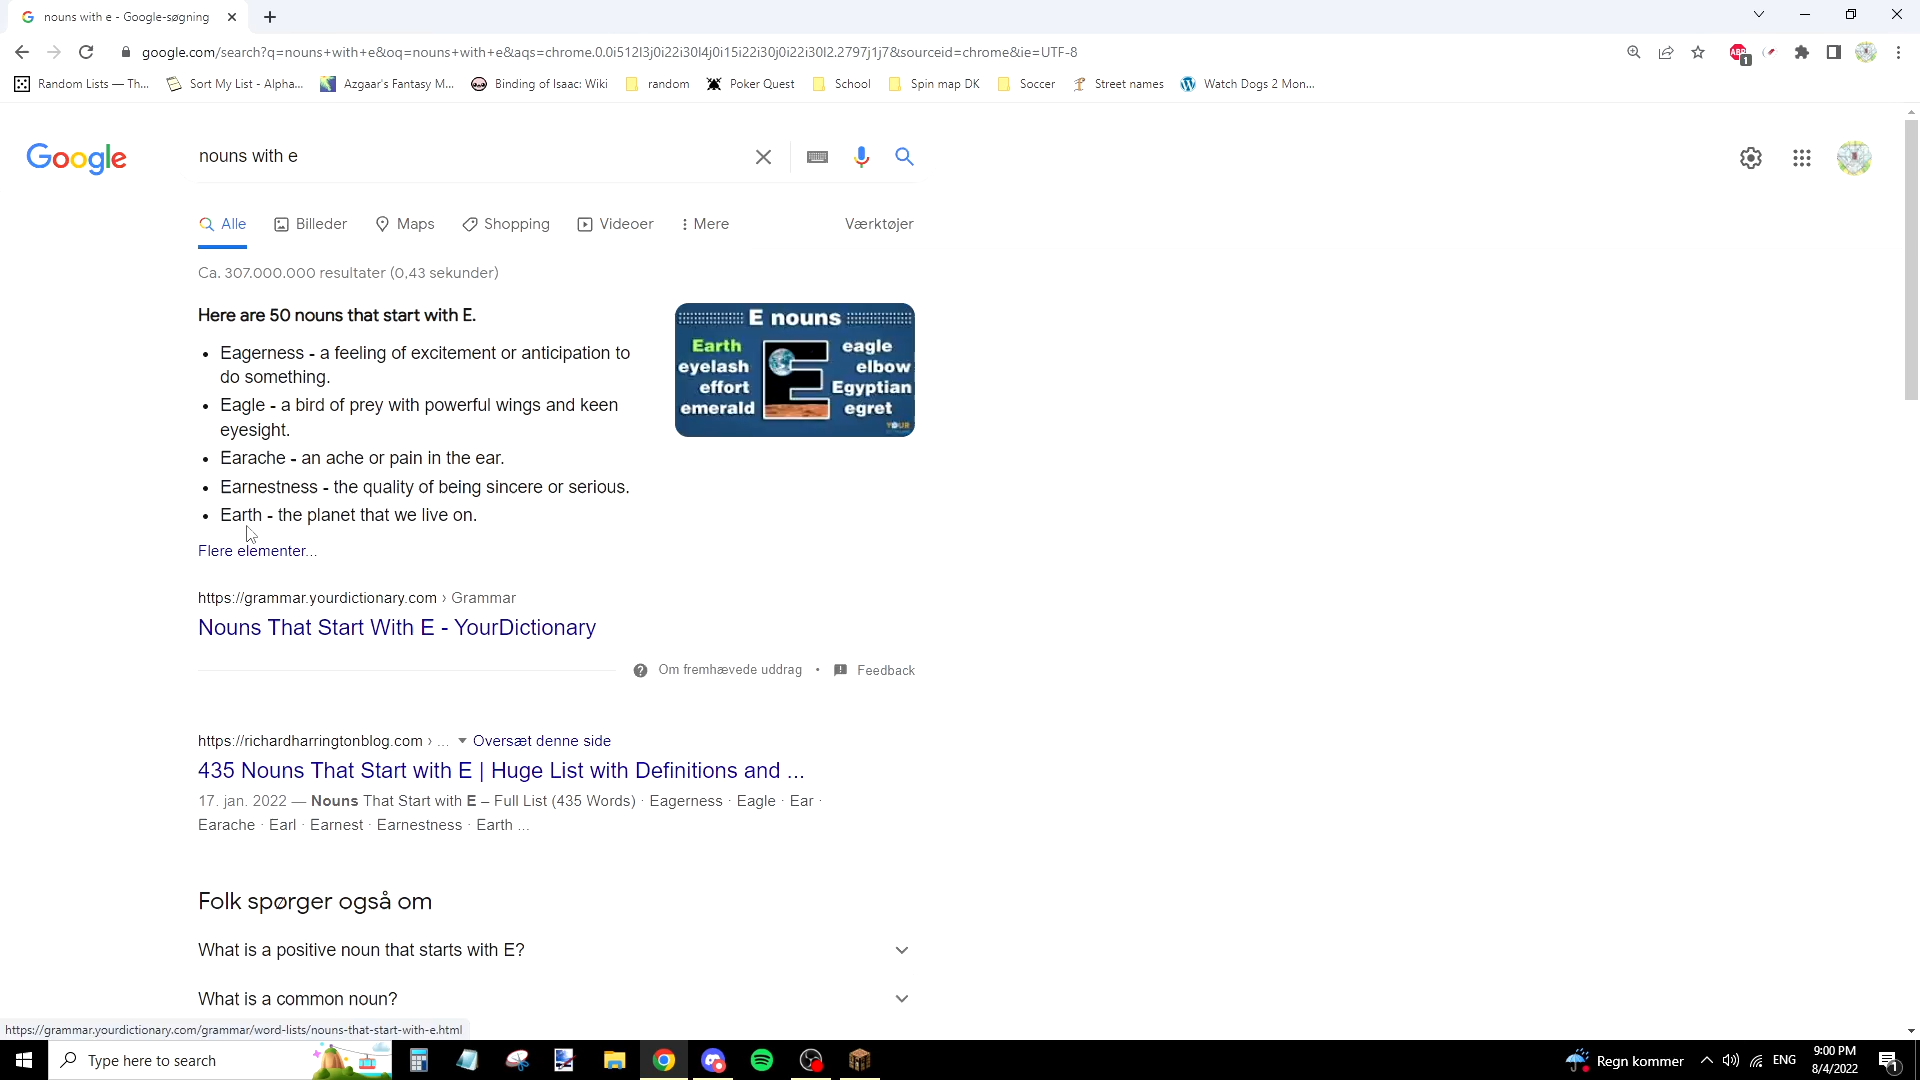 nouns with e - Google-søgning
google.com/search?q=nouns+with+e&oq=nouns+with+e&aqs=chrome.0.0i512l3j0i22i30l4j0i15i22i30j0i22i30l2.2797j1j7&sourceid=chrome&ie=UTF-8
1
Random Lists — Th... Sort My List - Alpha... Azgaar's Fantasy M... Binding of Isaac: Wiki random Poker Quest School Spin map DK Soccer Street names Watch Dogs 2 Mon...
Google
nouns with e
Alle Billeder Maps Shopping Videoer Mere Værktøjer
Ca. 307.000.000 resultater (0,43 sekunder)
Here are 50 nouns that start with E.
Eagerness - a feeling of excitement or anticipation to
do something.
Eagle - a bird of prey with powerful wings and keen
eyesight.
Earache - an ache or pain in the ear.
Earnestness - the quality of being sincere or serious.
Earth - the planet that we live on.
Flere elementer...
E nouns
Earth eagle
eyelash elbow
effort Egyptian
emerald egret
E
YOUR
https://grammar.yourdictionary.com › Grammar
Nouns That Start With E - YourDictionary
Om fremhævede uddrag • Feedback
https://richardharringtonblog.com › ... Oversæt denne side
435 Nouns That Start with E | Huge List with Definitions and ...
17. jan. 2022 — Nouns That Start with E – Full List (435 Words) · Eagerness · Eagle · Ear ·
Earache · Earl · Earnest · Earnestness · Earth ...
Folk spørger også om
What is a positive noun that starts with E?
What is a common noun?
https://grammar.yourdictionary.com/grammar/word-lists/nouns-that-start-with-e.html
Type here to search
Regn kommer
ENG
9:00 PM
8/4/2022
1